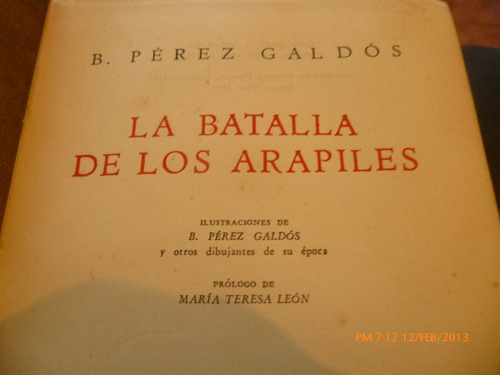 B. PÉREZ GALDÓS
LA BATALLA
DE LOS ARAPILES
ILUSTRACIONES DE
B. PÉREZ GALDÓS
y otros dibujantes de su época
PRÓLOGO DE
MARÍA TERESA LEÓN
PM 7:12 12/FEB/2013